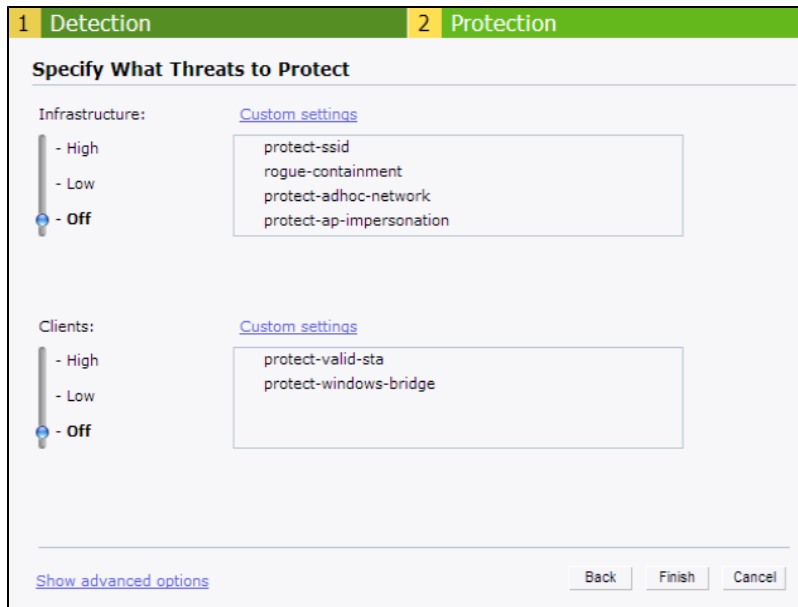 1 Detection 2 Protection
Specify What Threats to Protect
Infrastructure: Custom settings
- High
- Low
- Off
protect-ssid
rogue-containment
protect-adhoc-network
protect-ap-impersonation
Clients: Custom settings
- High
- Low
- Off
protect-valid-sta
protect-windows-bridge
Show advanced options Back Finish Cancel